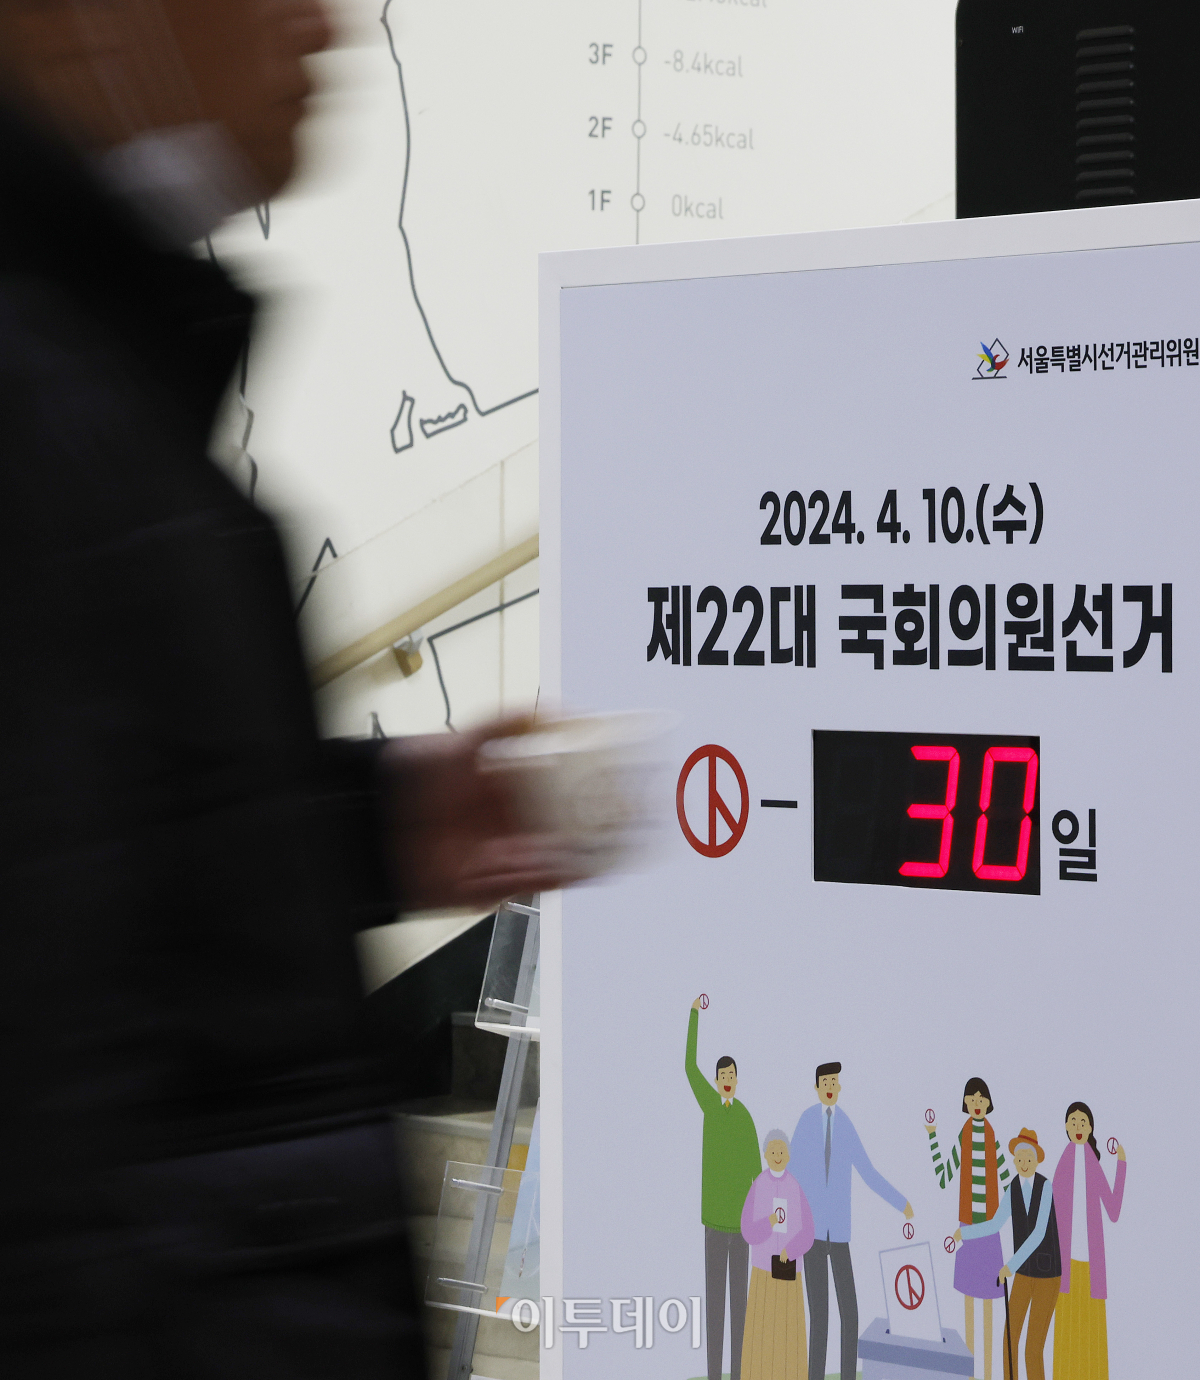 3F -8.4kcal
2F -4.65kcal
1F 0kcal
WiFi
서울특별시선거관리위원
2024. 4. 10.(수)
제22대 국회의원선거
- 30 일
이투데이